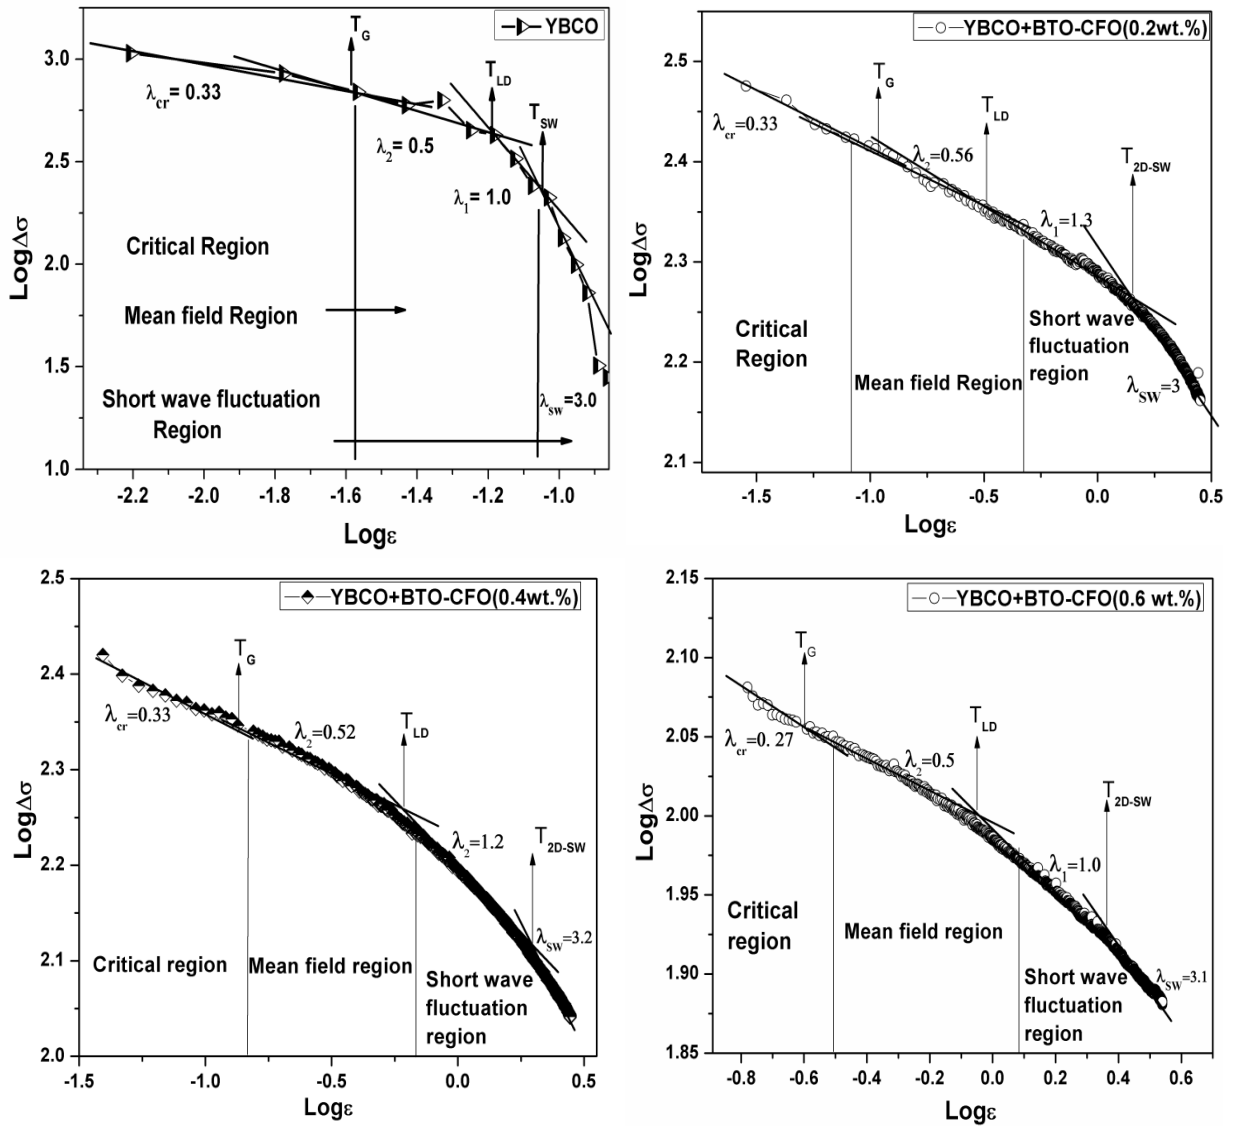 YBCO
T_G
T_LD
T_SW
λ_cr= 0.33
λ_2= 0.5
λ_1= 1.0
Critical Region
Mean field Region
Short wave fluctuation
Region
λ_SW=3.0
LogΔσ
3.0
2.5
2.0
1.5
1.0
-2.2 -2.0 -1.8 -1.6 -1.4 -1.2 -1.0
Logε
YBCO+BTO-CFO(0.2wt.%)
T_G
T_LD
T_2D-SW
λ_cr=0.33
λ_2=0.56
λ_1=1.3
Critical
Region
Mean field Region
Short wave
fluctuation
region
λ_SW=3
LogΔσ
2.5
2.4
2.3
2.2
2.1
-1.5 -1.0 -0.5 0.0 0.5
Logε
YBCO+BTO-CFO(0.4wt.%)
T_G
T_LD
T_2D-SW
λ_cr=0.33
λ_2=0.52
λ_2=1.2
λ_SW=3.2
Critical region
Mean field region
Short wave
fluctuation
region
LogΔσ
2.5
2.4
2.3
2.2
2.1
2.0
-1.5 -1.0 -0.5 0.0 0.5
Logε
YBCO+BTO-CFO(0.6 wt.%)
T_G
T_LD
T_2D-SW
λ_cr=0. 27
λ_2=0.5
λ_1=1.0
λ_SW=3.1
Critical
region
Mean field region
Short wave
fluctuation
region
LogΔσ
2.15
2.10
2.05
2.00
1.95
1.90
1.85
-0.8 -0.6 -0.4 -0.2 0.0 0.2 0.4 0.6
Logε